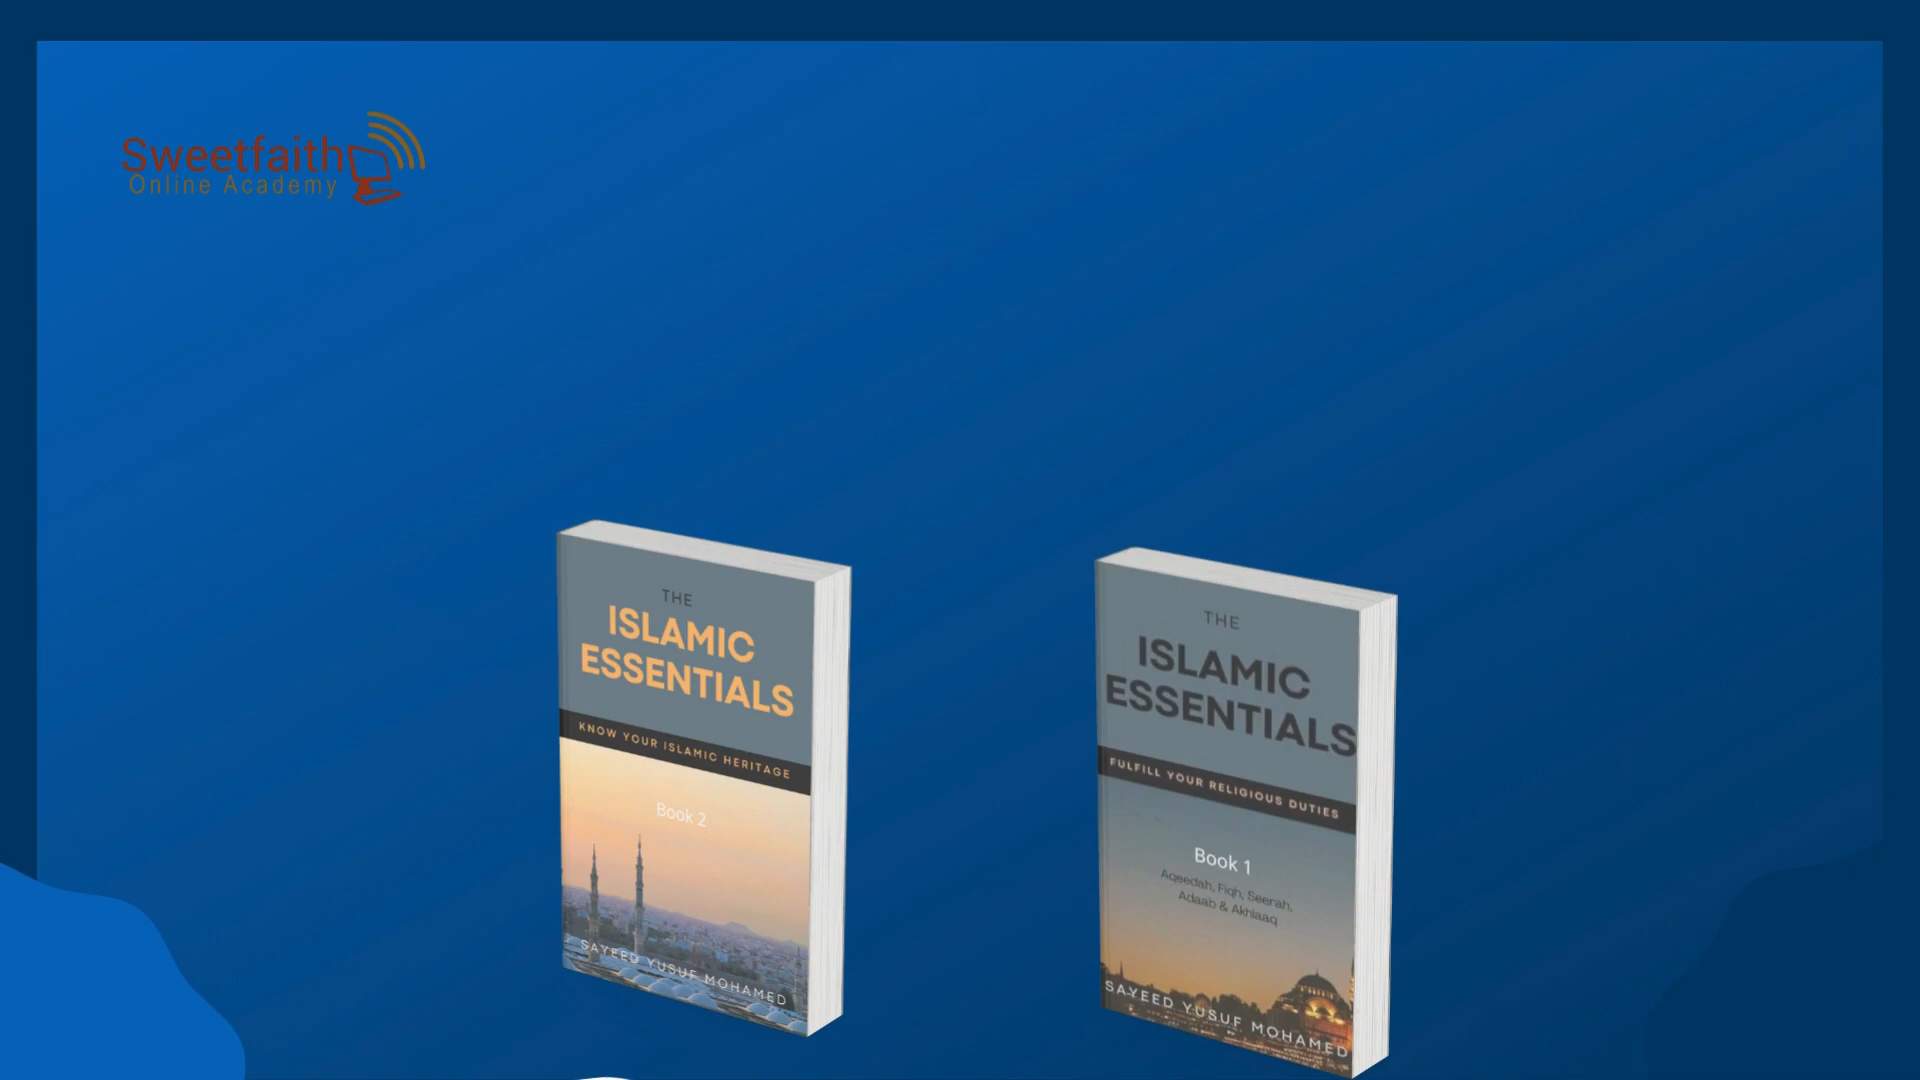 Sweetfaith
Online Academy
THE
ISLAMIC
ESSENTIALS
KNOW YOUR ISLAMIC HERITAGE
Book 2
SAYEED YUSUF MOHAMED
THE
ISLAMIC
ESSENTIALS
FULFILL YOUR RELIGIOUS DUTIES
Book 1
Aqeedah, Fiqh, Seerah,
Adaab & Akhlaaq
SAYEED YUSUF MOHAMED